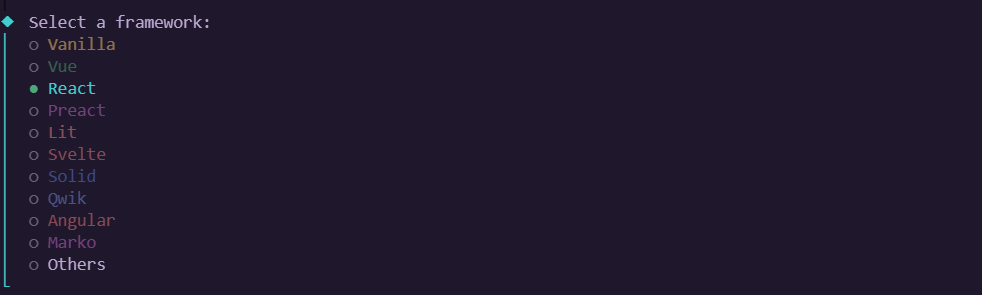 Select a framework:
Vanilla
Vue
React
Preact
Lit
Svelte
Solid
Qwik
Angular
Marko
Others